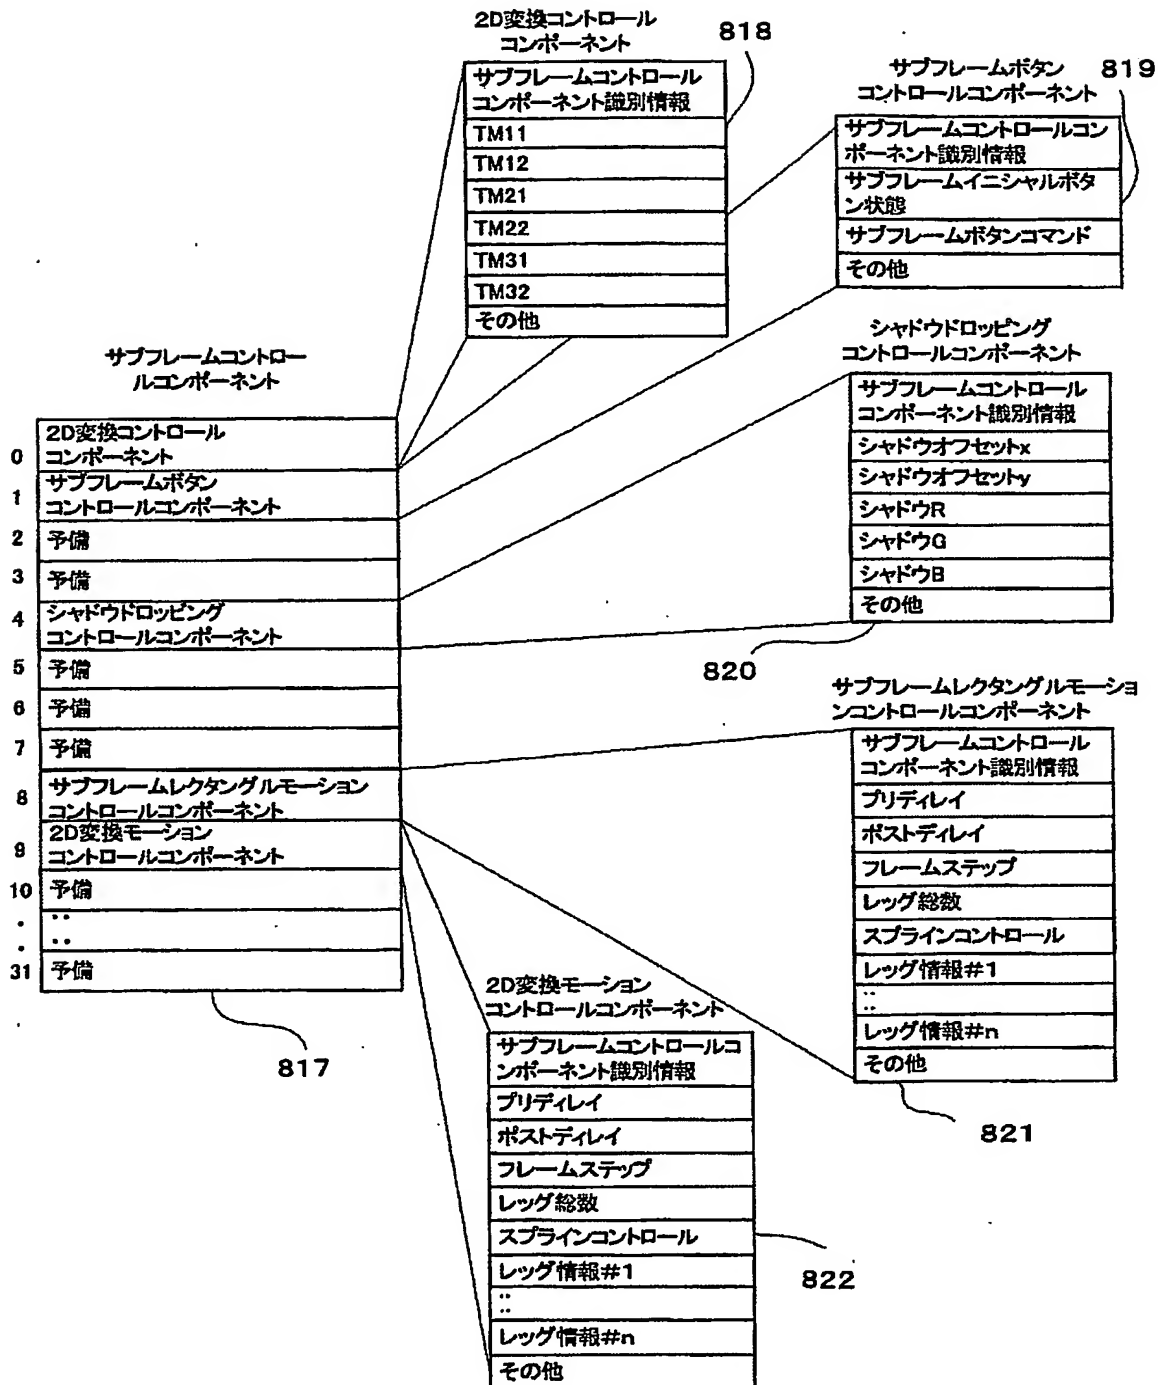 2D変換コントロール
コンポーネント
818
サブフレームコントロール
コンポーネント識別情報
TM11
TM12
TM21
TM22
TM31
TM32
その他
サブフレームボタン
コントロールコンポーネント
819
サブフレームコントロールコン
ポーネント識別情報
サブフレームイニシャルボタ
ン状態
サブフレームボタンコマンド
その他
シャドウドロッピング
コントロールコンポーネント
サブフレームコントロール
コンポーネント識別情報
シャドウオフセットx
シャドウオフセットy
シャドウR
シャドウG
シャドウB
その他
820
サブフレームコントロー
ルコンポーネント
0
2D変換コントロール
コンポーネント
1
サブフレームボタン
コントロールコンポーネント
2 予備
3 予備
4
シャドウドロッピング
コントロールコンポーネント
5 予備
6 予備
7 予備
8
サブフレームレクタングルモーション
コントロールコンポーネント
9
2D変換モーション
コントロールコンポーネント
10 予備
: :
31 予備
817
サブフレームレクタングルモーショ
ンコントロールコンポーネント
サブフレームコントロール
コンポーネント識別情報
プリディレイ
ポストディレイ
フレームステップ
レッグ総数
スプラインコントロール
レッグ情報#1
::
レッグ情報#n
その他
821
2D変換モーション
コントロールコンポーネント
サブフレームコントロールコ
ンポーネント識別情報
プリディレイ
ポストディレイ
フレームステップ
レッグ総数
スプラインコントロール
レッグ情報#1
::
レッグ情報#n
その他
822